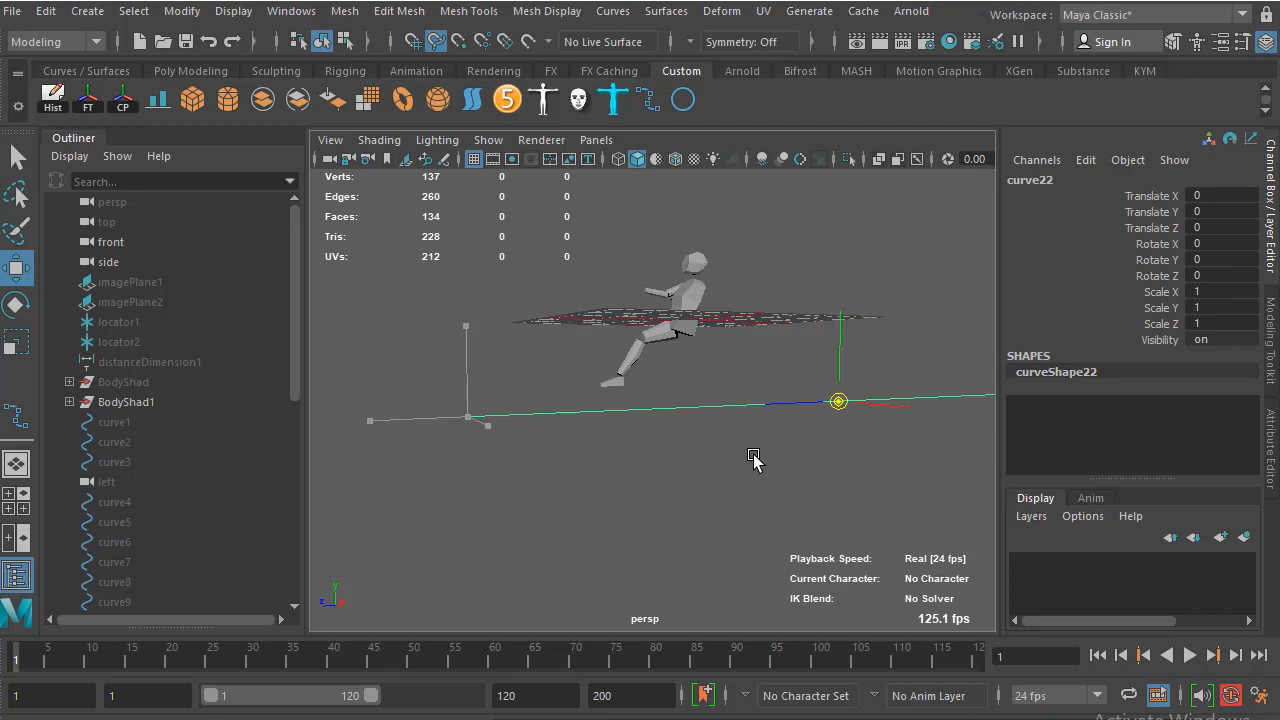 File Edit Create Select Modify Display Windows Mesh Edit Mesh Mesh Tools Mesh Display Curves Surfaces Deform UV Generate Cache Arnold
Workspace: Maya Classic*
Modeling
No Live Surface
Symmetry: Off
Sign In
Curves / Surfaces Poly Modeling Sculpting Rigging Animation Rendering FX FX Caching Custom Arnold Bifrost MASH Motion Graphics XGen Substance KYM
Hist FT CP 5
Outliner
Display Show Help
Search...
persp
top
front
side
imagePlane1
imagePlane2
locator1
locator2
distanceDimension1
BodyShad
BodyShad1
curve1
curve2
curve3
left
curve4
curve5
curve6
curve7
curve8
curve9
View Shading Lighting Show Renderer Panels
0.00
Verts: 137 0 0
Edges: 260 0 0
Faces: 134 0 0
Tris: 228 0 0
UVs: 212 0 0
Playback Speed: Real [24 fps]
Current Character: No Character
IK Blend: No Solver
persp
125.1 fps
y
z
x
Channels Edit Object Show
curve22
Translate X 0
Translate Y 0
Translate Z 0
Rotate X 0
Rotate Y 0
Rotate Z 0
Scale X 1
Scale Y 1
Scale Z 1
Visibility on
SHAPES
curveShape22
Display Anim
Layers Options Help
Channel Box / Layer Editor
Modeling Toolkit
Attribute Editor
1 5 10 15 20 25 30 35 40 45 50 55 60 65 70 75 80 85 90 95 100 105 110 115 12
1
1 1 1 120 120 200
No Character Set
No Anim Layer
24 fps